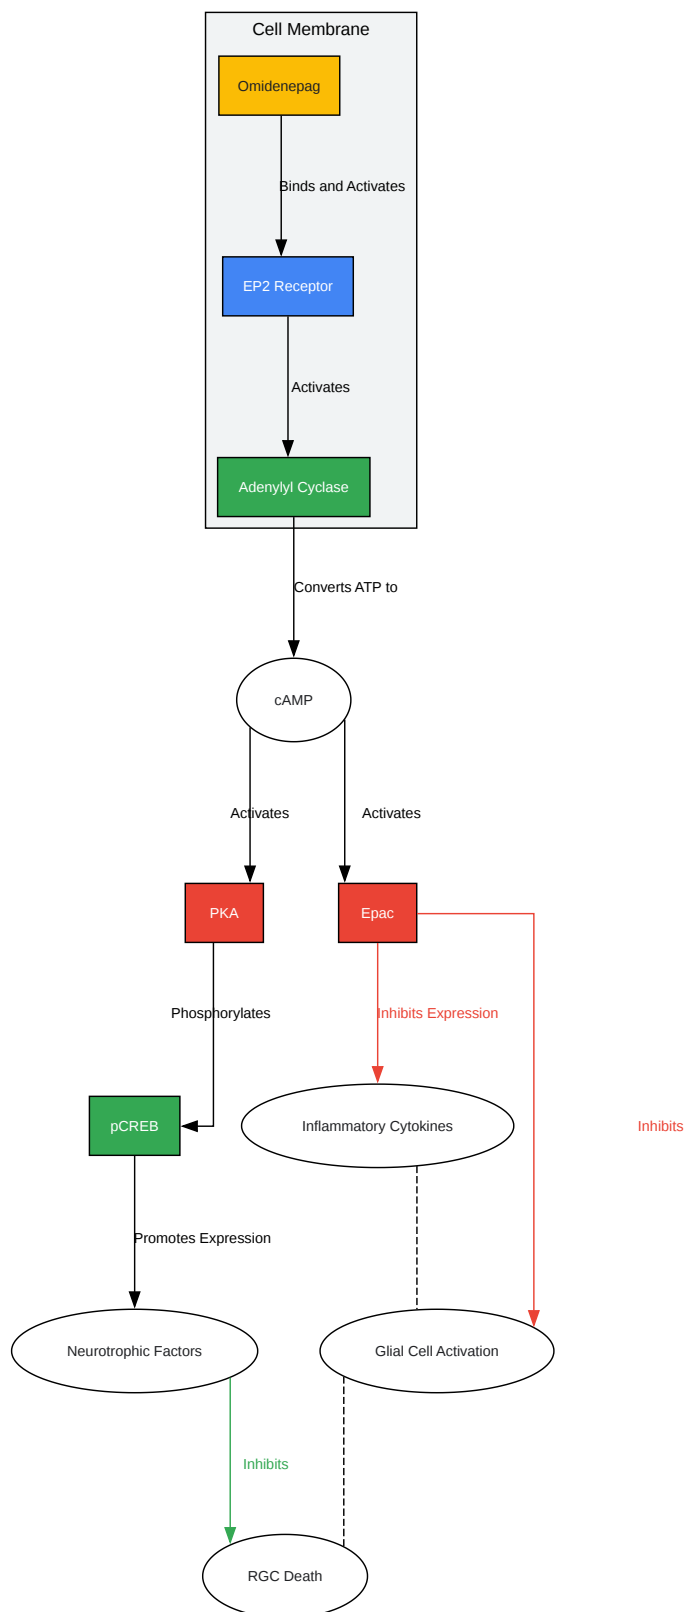 Cell Membrane
Omidenepag
Binds and Activates
EP2 Receptor
Activates
Adenylyl Cyclase
Converts ATP to
cAMP
Activates
Activates
PKA
Epac
Phosphorylates
Inhibits Expression
pCREB
Inflammatory Cytokines
Inhibits
Promotes Expression
Neurotrophic Factors
Glial Cell Activation
Inhibits
RGC Death